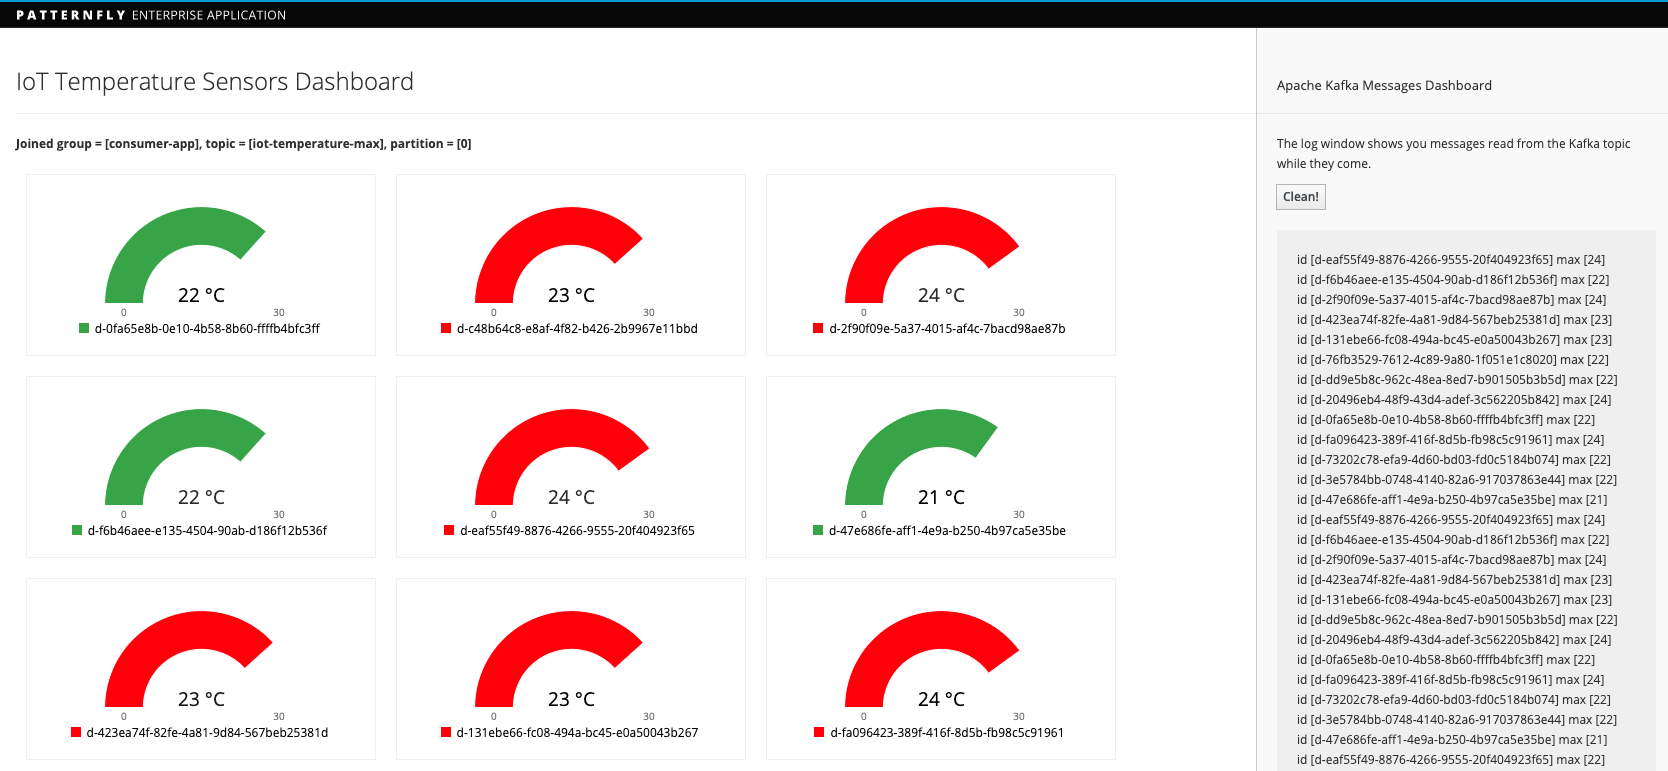 PATTERNFLY ENTERPRISE APPLICATION
IoT Temperature Sensors Dashboard
Joined group = [consumer-app], topic = [iot-temperature-max], partition = [0]
22 °C
0 30
d-0fa65e8b-0e10-4b58-8b60-ffffb4bfc3ff
23 °C
0 30
d-c48b64c8-e8af-4f82-b426-2b9967e11bbd
24 °C
0 30
d-2f90f09e-5a37-4015-af4c-7bacd98ae87b
22 °C
0 30
d-f6b46aee-e135-4504-90ab-d186f12b536f
24 °C
0 30
d-eaf55f49-8876-4266-9555-20f404923f65
21 °C
0 30
d-47e686fe-aff1-4e9a-b250-4b97ca5e35be
23 °C
0 30
d-423ea74f-82fe-4a81-9d84-567beb25381d
23 °C
0 30
d-131ebe66-fc08-494a-bc45-e0a50043b267
24 °C
0 30
d-fa096423-389f-416f-8d5b-fb98c5c91961
Apache Kafka Messages Dashboard
The log window shows you messages read from the Kafka topic
while they come.
Clean!
id [d-eaf55f49-8876-4266-9555-20f404923f65] max [24]
id [d-f6b46aee-e135-4504-90ab-d186f12b536f] max [22]
id [d-2f90f09e-5a37-4015-af4c-7bacd98ae87b] max [24]
id [d-423ea74f-82fe-4a81-9d84-567beb25381d] max [23]
id [d-131ebe66-fc08-494a-bc45-e0a50043b267] max [23]
id [d-76fb3529-7612-4c89-9a80-1f051e1c8020] max [22]
id [d-dd9e5b8c-962c-48ea-8ed7-b901505b3b5d] max [22]
id [d-20496eb4-48f9-43d4-adef-3c562205b842] max [24]
id [d-0fa65e8b-0e10-4b58-8b60-ffffb4bfc3ff] max [22]
id [d-fa096423-389f-416f-8d5b-fb98c5c91961] max [24]
id [d-73202c78-efa9-4d60-bd03-fd0c5184b074] max [22]
id [d-3e5784bb-0748-4140-82a6-917037863e44] max [22]
id [d-47e686fe-aff1-4e9a-b250-4b97ca5e35be] max [21]
id [d-eaf55f49-8876-4266-9555-20f404923f65] max [24]
id [d-f6b46aee-e135-4504-90ab-d186f12b536f] max [22]
id [d-2f90f09e-5a37-4015-af4c-7bacd98ae87b] max [24]
id [d-423ea74f-82fe-4a81-9d84-567beb25381d] max [23]
id [d-131ebe66-fc08-494a-bc45-e0a50043b267] max [23]
id [d-dd9e5b8c-962c-48ea-8ed7-b901505b3b5d] max [22]
id [d-20496eb4-48f9-43d4-adef-3c562205b842] max [24]
id [d-0fa65e8b-0e10-4b58-8b60-ffffb4bfc3ff] max [22]
id [d-fa096423-389f-416f-8d5b-fb98c5c91961] max [24]
id [d-73202c78-efa9-4d60-bd03-fd0c5184b074] max [22]
id [d-3e5784bb-0748-4140-82a6-917037863e44] max [22]
id [d-47e686fe-aff1-4e9a-b250-4b97ca5e35be] max [21]
id [d-eaf55f49-8876-4266-9555-20f404923f65] max [22]